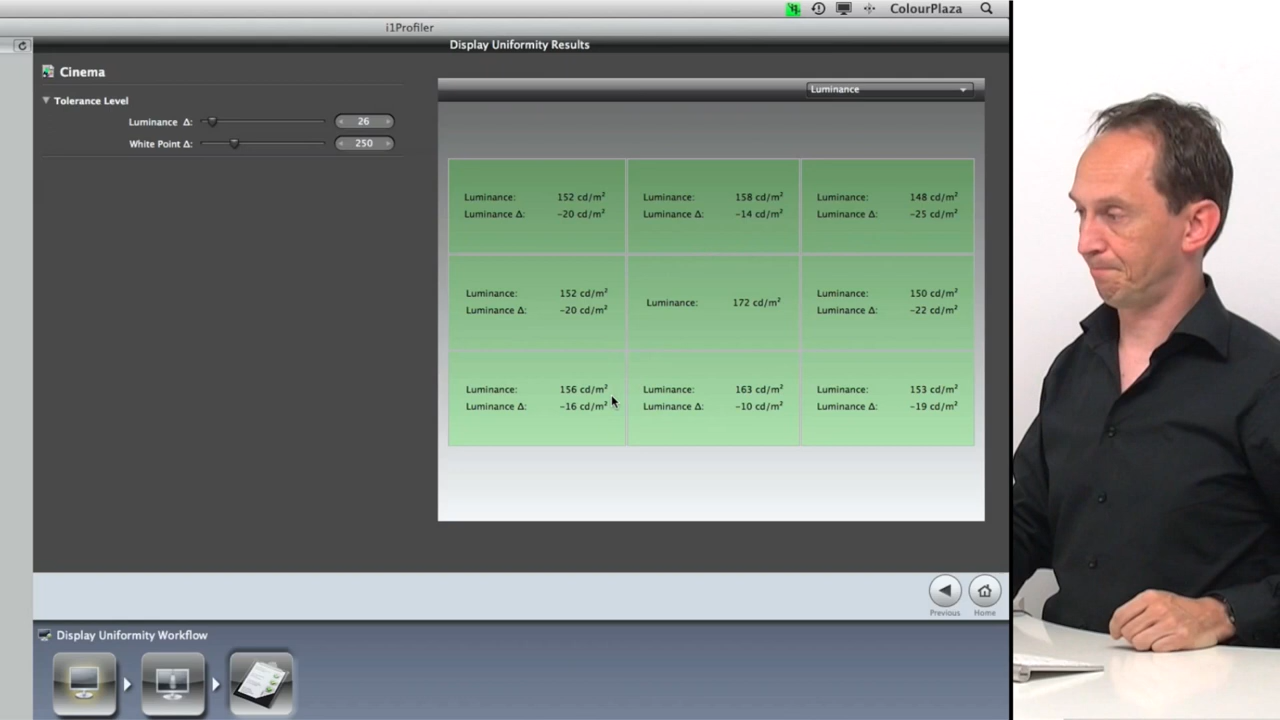 ColourPlaza
i1Profiler
Display Uniformity Results
Cinema
Tolerance Level
Luminance Δ: 26
White Point Δ: 250
Luminance
Luminance: 152 cd/m² Luminance: 158 cd/m² Luminance: 148 cd/m²
Luminance Δ: -20 cd/m² Luminance Δ: -14 cd/m² Luminance Δ: -25 cd/m²
Luminance: 152 cd/m² Luminance: 172 cd/m² Luminance: 150 cd/m²
Luminance Δ: -20 cd/m² Luminance Δ: -22 cd/m²
Luminance: 156 cd/m² Luminance: 163 cd/m² Luminance: 153 cd/m²
Luminance Δ: -16 cd/m² Luminance Δ: -10 cd/m² Luminance Δ: -19 cd/m²
Previous Home
Display Uniformity Workflow